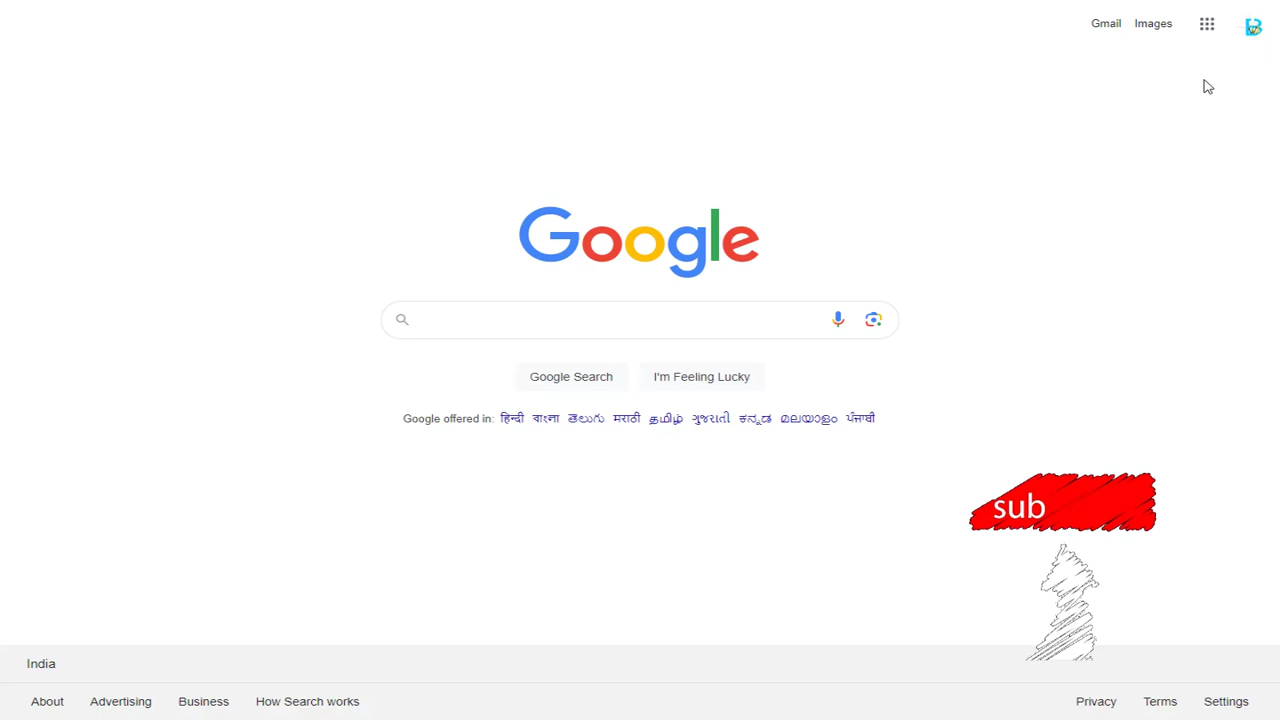 Gmail Images
Google
Google Search I'm Feeling Lucky
Google offered in: हिन्दी বাংলা తెలుగు मराठी தமிழ் ગુજરાતી ಕನ್ನಡ മലയാളം ਪੰਜਾਬੀ
sub
India
About Advertising Business How Search works Privacy Terms Settings